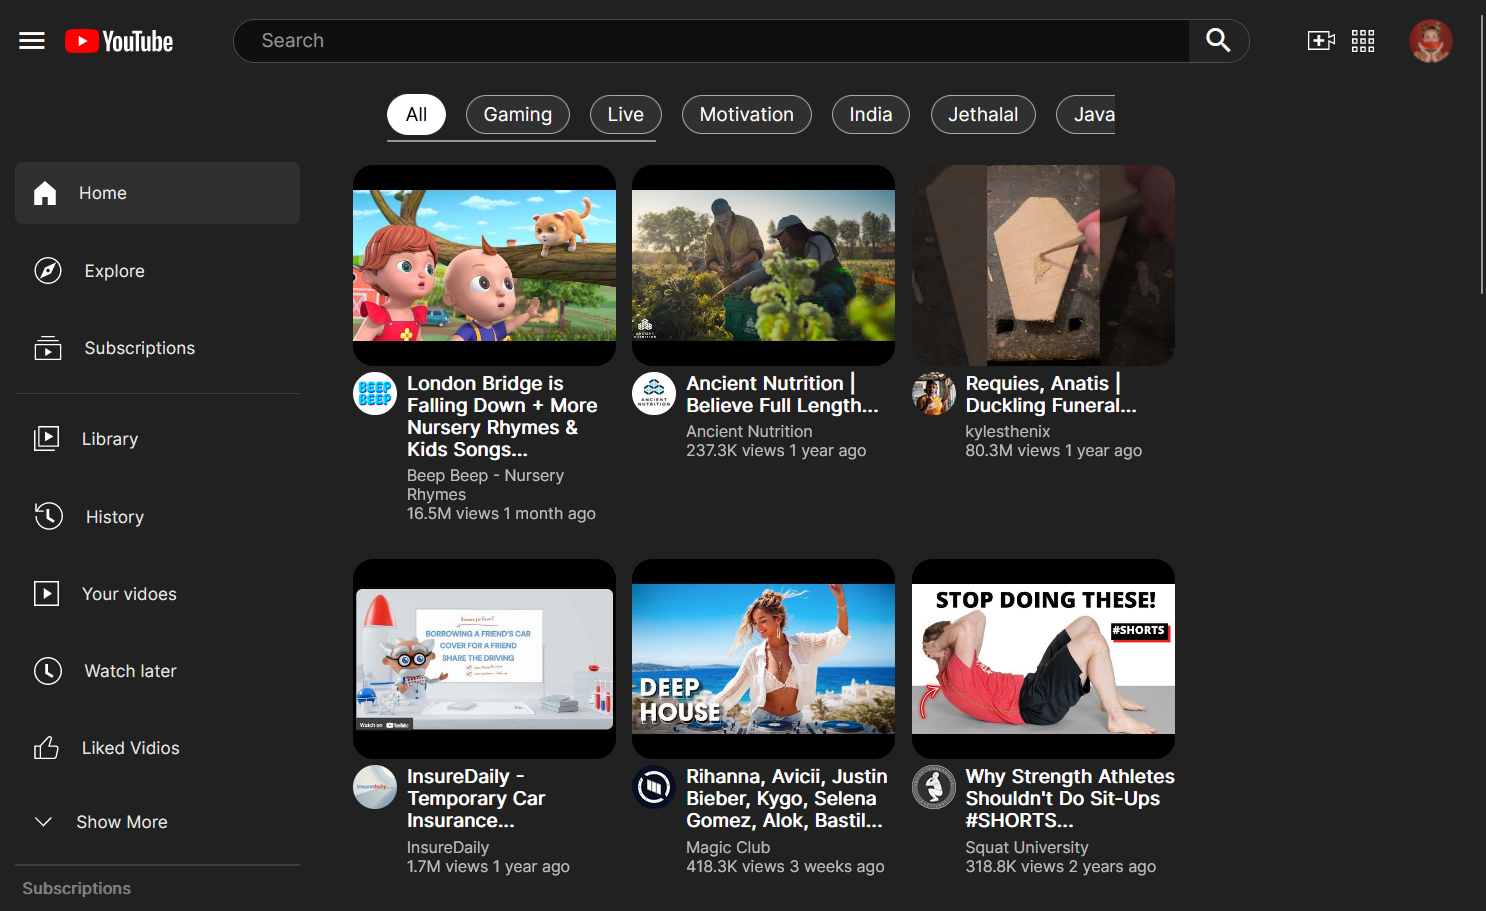 YouTube
Search
All
Gaming
Live
Motivation
India
Jethalal
Java
Home
Explore
Subscriptions
Library
History
Your vidoes
Watch later
Liked Vidios
Show More
Subscriptions
ANCIENT
NUTRITION
BEEP
BEEP
London Bridge is
Falling Down + More
Nursery Rhymes &
Kids Songs...
Beep Beep - Nursery
Rhymes
16.5M views 1 month ago
ANCIENT
NUTRITION
Ancient Nutrition |
Believe Full Length...
Ancient Nutrition
237.3K views 1 year ago
Requies, Anatis |
Duckling Funeral...
kylesthenix
80.3M views 1 year ago
BORROWING A FRIEND'S CAR
COVER FOR A FRIEND
SHARE THE DRIVING
Watch on YouTube
insuredaily
InsureDaily -
Temporary Car
Insurance...
InsureDaily
1.7M views 1 year ago
DEEP
HOUSE
Rihanna, Avicii, Justin
Bieber, Kygo, Selena
Gomez, Alok, Bastil...
Magic Club
418.3K views 3 weeks ago
STOP DOING THESE!
#SHORTS
Why Strength Athletes
Shouldn't Do Sit-Ups
#SHORTS...
Squat University
318.8K views 2 years ago